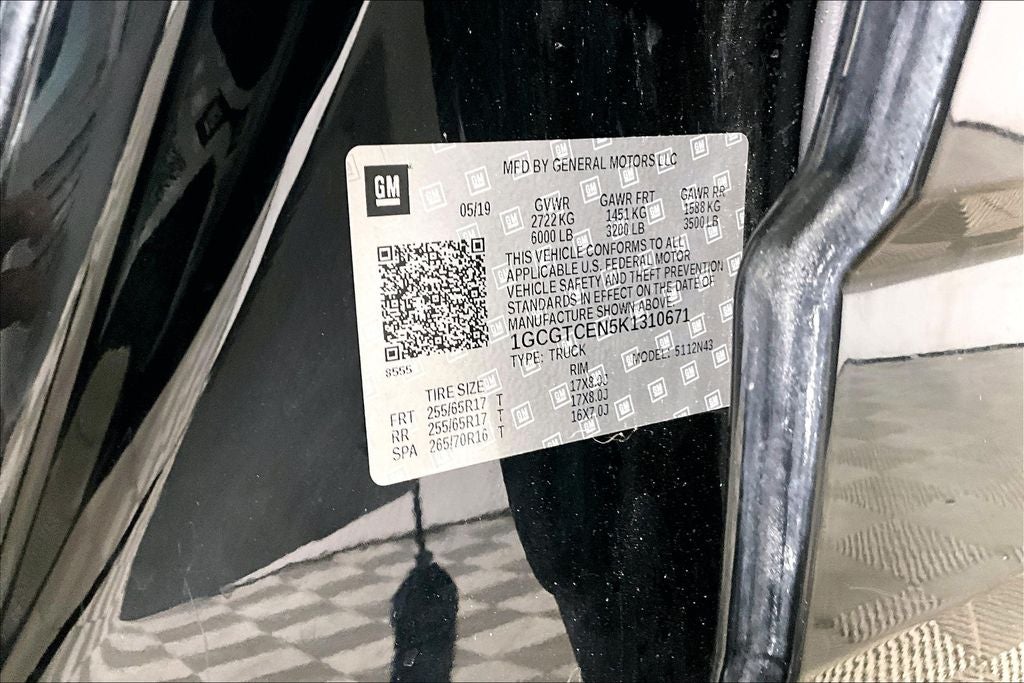 GM
MFD BY GENERAL MOTORS LLC
05/19
GVWR GAWR FRT GAWR RR
2722 KG 1451 KG 1588 KG
6000 LB 3200 LB 3500 LB
THIS VEHICLE CONFORMS TO ALL
APPLICABLE U.S. FEDERAL MOTOR
VEHICLE SAFETY AND THEFT PREVENTION
STANDARDS IN EFFECT ON THE DATE OF
MANUFACTURE SHOWN ABOVE
1GCGTCEN5K1310671
TYPE: TRUCK MODEL: 5112N43
8555
TIRE SIZE RIM
FRT 255/65R17 T 17X8.0J
RR 255/65R17 T 17X8.0J
SPA 265/70R16 T 16X7.0J